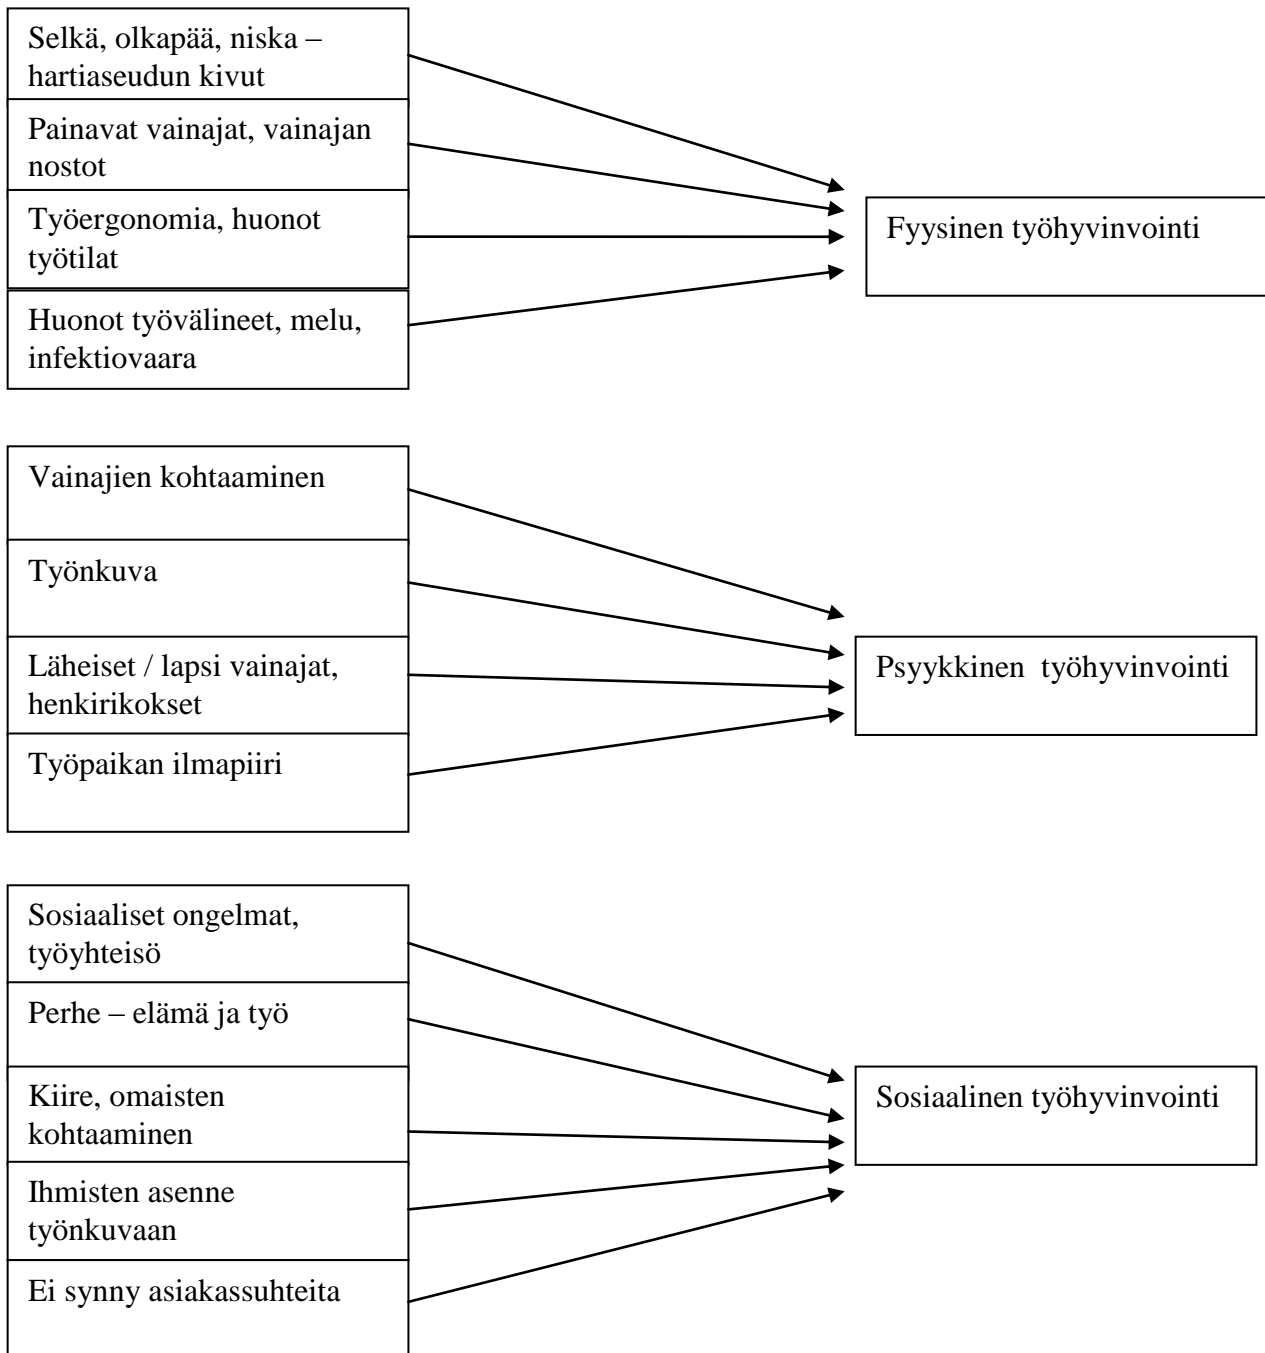 Selkä, olkapää, niska –
hartiaseudun kivut
Painavat vainajat, vainajan
nostot
Työergonomia, huonot
työtilat
Huonot työvälineet, melu,
infektiovaara
Fyysinen työhyvinvointi
Vainajien kohtaaminen
Työnkuva
Läheiset / lapsi vainajat,
henkirikokset
Työpaikan ilmapiiri
Psyykkinen  työhyvinvointi
Sosiaaliset ongelmat,
työyhteisö
Perhe – elämä ja työ
Kiire, omaisten
kohtaaminen
Ihmisten asenne
työnkuvaan
Ei synny asiakassuhteita
Sosiaalinen työhyvinvointi